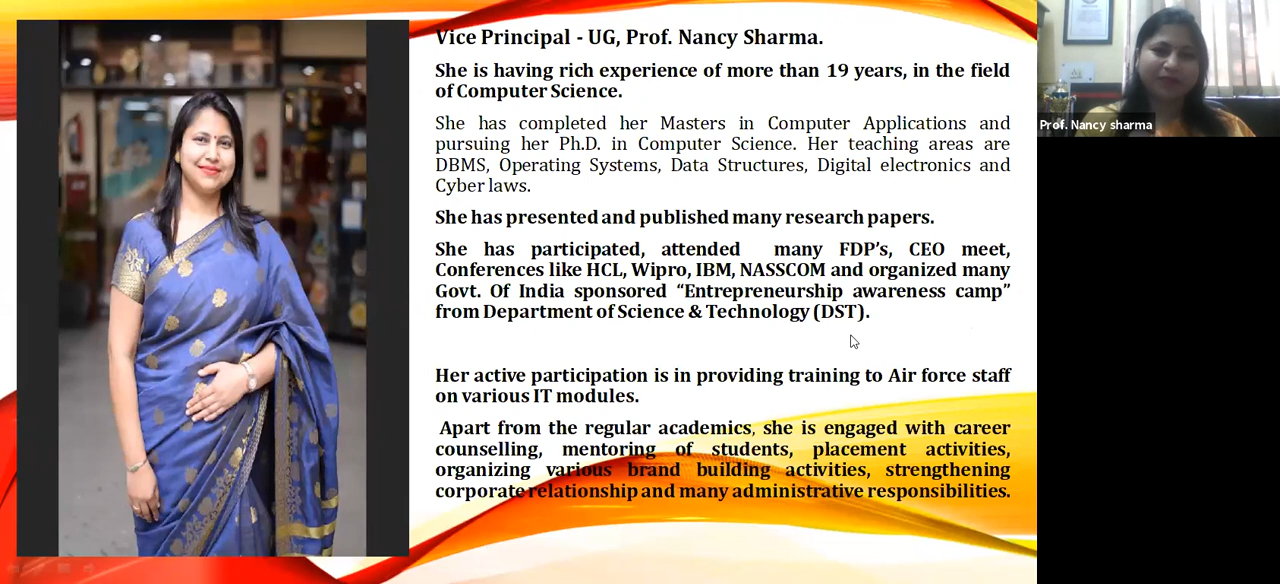 Vice Principal - UG, Prof. Nancy Sharma.
She is having rich experience of more than 19 years, in the field
of Computer Science.
She has completed her Masters in Computer Applications and
pursuing her Ph.D. in Computer Science. Her teaching areas are
DBMS, Operating Systems, Data Structures, Digital electronics and
Cyber laws.
She has presented and published many research papers.
She has participated, attended many FDP’s, CEO meet,
Conferences like HCL, Wipro, IBM, NASSCOM and organized many
Govt. Of India sponsored “Entrepreneurship awareness camp”
from Department of Science & Technology (DST).
Her active participation is in providing training to Air force staff
on various IT modules.
Apart from the regular academics, she is engaged with career
counselling, mentoring of students, placement activities,
organizing various brand building activities, strengthening
corporate relationship and many administrative responsibilities.
Prof. Nancy sharma